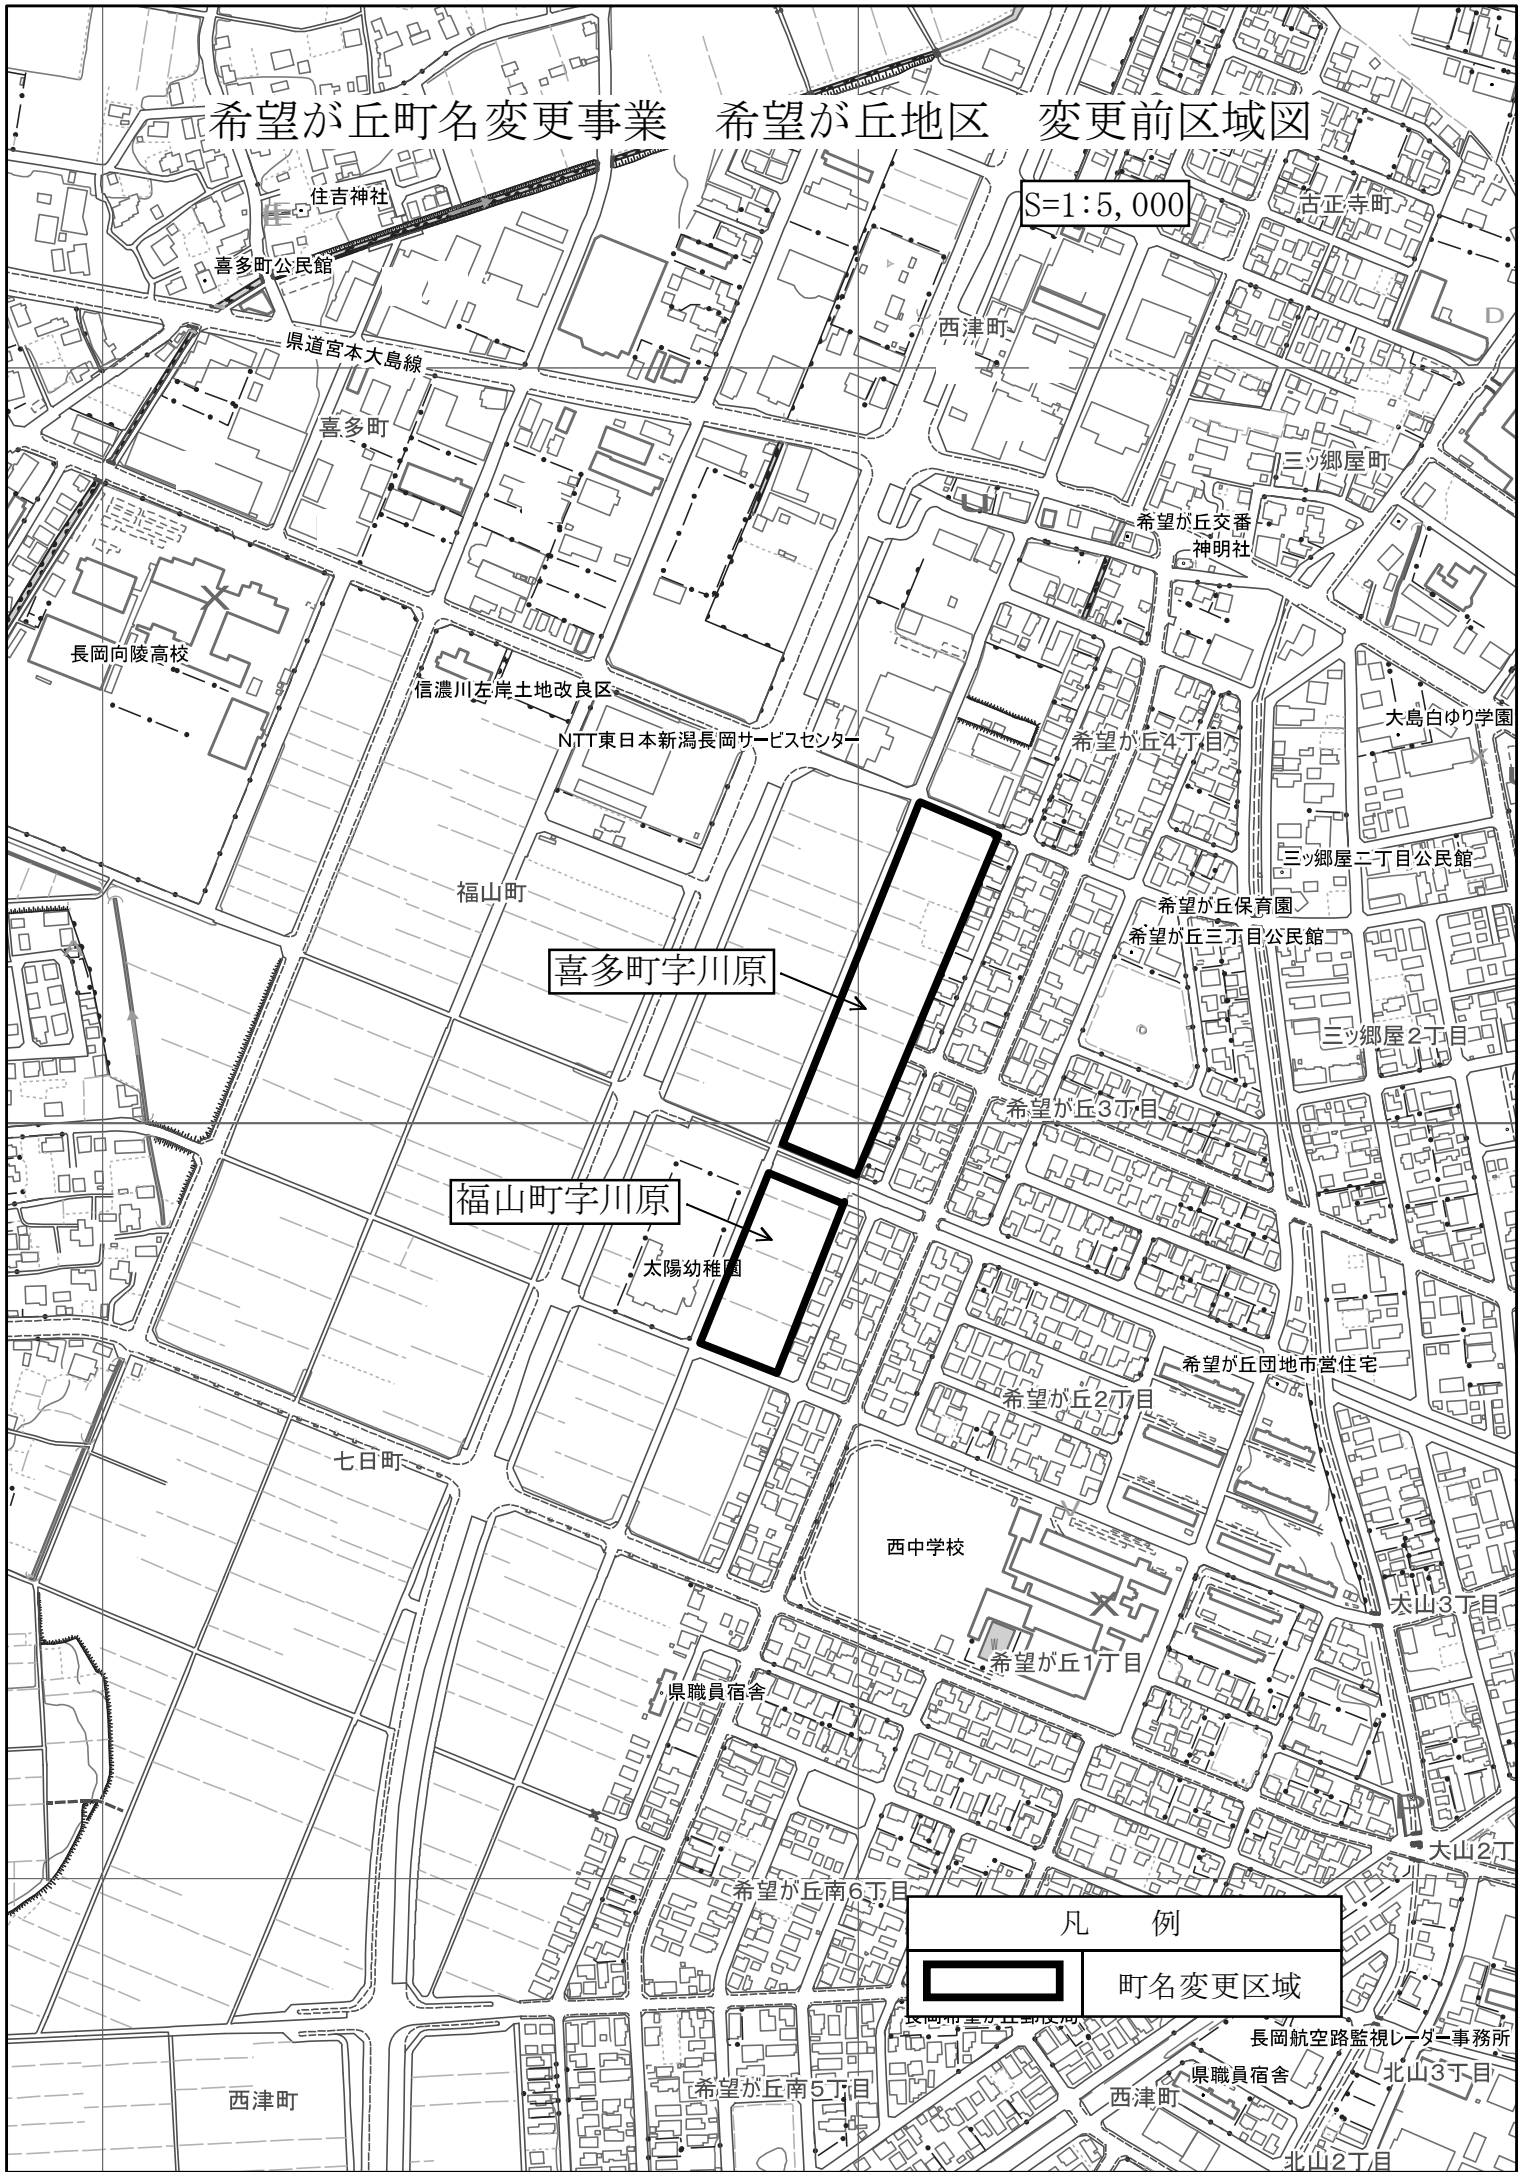 希望が丘町名変更事業　希望が丘地区　変更前区域図
S=1:5,000
住吉神社
古正寺町
喜多町公民館
西津町
県道宮本大島線
喜多町
三ッ郷屋町
希望が丘交番
神明社
長岡向陵高校
信濃川左岸土地改良区
大島白ゆり学園
NTT東日本新潟長岡サービスセンター
希望が丘4丁目
三ッ郷屋二丁目公民館
福山町
希望が丘保育園
希望が丘三丁目公民館
喜多町字川原
三ッ郷屋2丁目
希望が丘3丁目
福山町字川原
太陽幼稚園
希望が丘団地市営住宅
希望が丘2丁目
七日町
西中学校
大山3丁目
希望が丘1丁目
県職員宿舎
P
大山2丁
希望が丘南6丁目
凡　例
町名変更区域
長岡希望が丘郵便局
長岡航空路監視レーダー事務所
県職員宿舎
北山3丁目
希望が丘南5丁目
西津町
西津町
北山2丁目